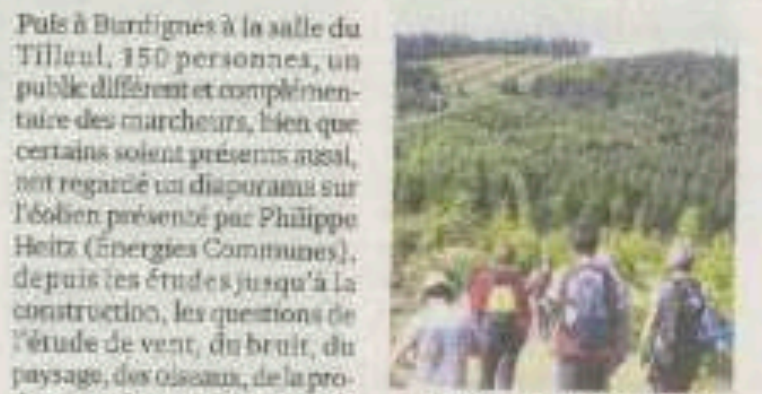 Puis à Burdignes à la salle du
Tilleul, 150 personnes, un
public différent et complémen-
taire des marcheurs, bien que
certains soient présents aussi,
ont regardé un diaporama sur
l'éolien présenté par Philippe
Heitz (Énergies Communes),
depuis les études jusqu'à la
construction, les questions de
l'étude de vent, du bruit, du
paysage, des oiseaux, de la pro-